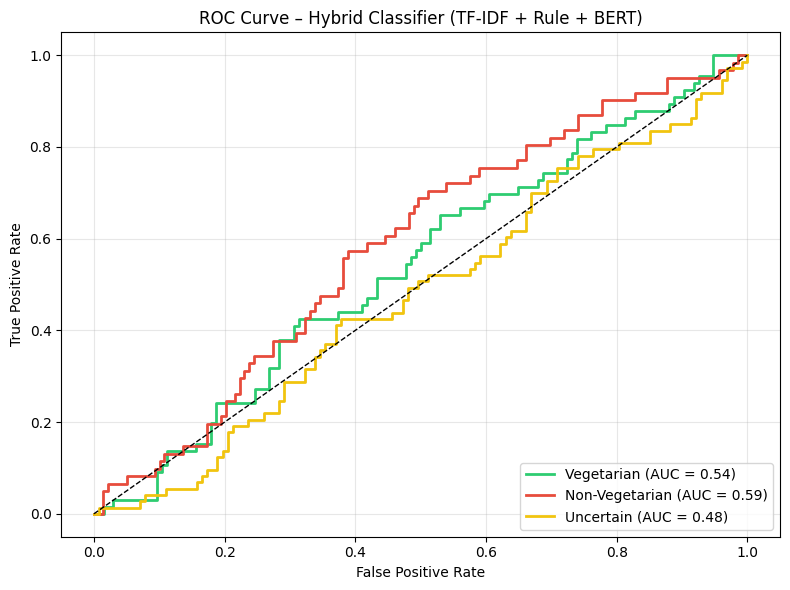 ROC Curve – Hybrid Classifier (TF-IDF + Rule + BERT)
True Positive Rate
1.0
0.8
0.6
0.4
0.2
0.0
Vegetarian (AUC = 0.54)
Non-Vegetarian (AUC = 0.59)
Uncertain (AUC = 0.48)
0.0 0.2 0.4 0.6 0.8 1.0
False Positive Rate